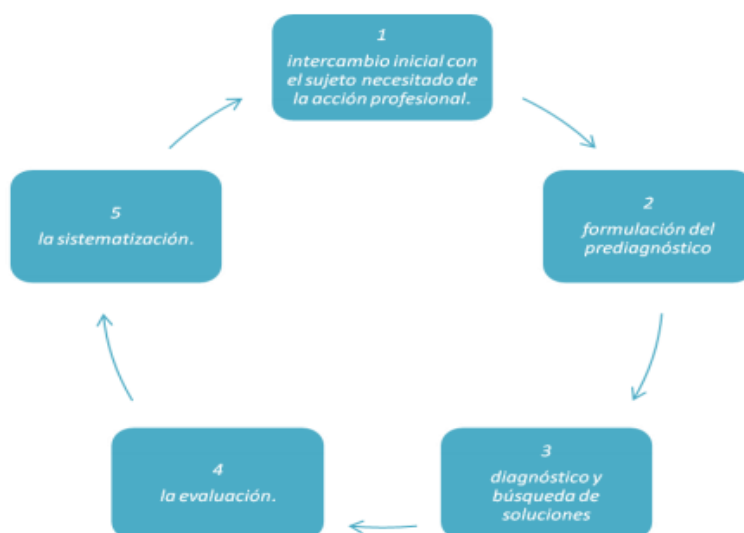 1
intercambio inicial con
el sujeto necesitado de
la acción profesional.
2
formulación del
prediagnóstico
3
diagnóstico y
búsqueda de
soluciones
4
la evaluación.
5
la sistematización.